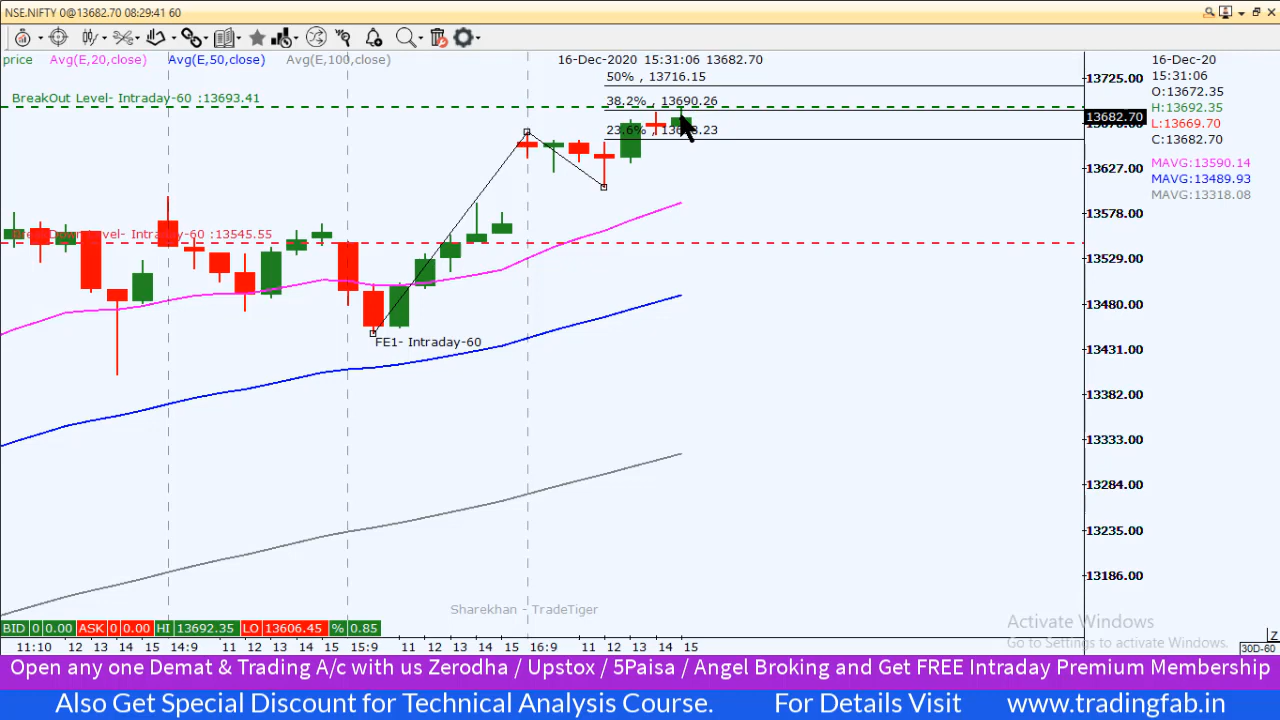 NSE.NIFTY 0@13682.70 08:29:41 60
price Avg(E,20,close) Avg(E,50,close) Avg(E,100,close)
16-Dec-2020 15:31:06 13682.70
50% , 13716.15
BreakOut Level- Intraday-60 :13693.41
38.2% , 13690.26
23.6% ,
Level- Intraday-60 :13545.55
FE1- Intraday-60
13725.00
13682.70
13627.00
13578.00
13529.00
13480.00
13431.00
13382.00
13333.00
13284.00
13235.00
13186.00
16-Dec-20
15:31:06
O:13672.35
H:13692.35
L:13669.70
C:13682.70
MAVG:13590.14
MAVG:13489.93
MAVG:13318.08
Sharekhan - TradeTiger
Activate Windows
Go to Settings to activate Windows.
BID 0 0.00 ASK 0 0.00 HI 13692.35 LO 13606.45 % 0.85
11:10 12 13 14:9 11 12 13 14 15:9 11 12 13 14 15 16:9 11 12 13 14 15
Z
30D-60
Open any one Demat & Trading A/c with us Zerodha / Upstox / 5Paisa / Angel Broking and Get FREE Intraday Premium Membership
Also Get Special Discount for Technical Analysis Course. For Details Visit www.tradingfab.in